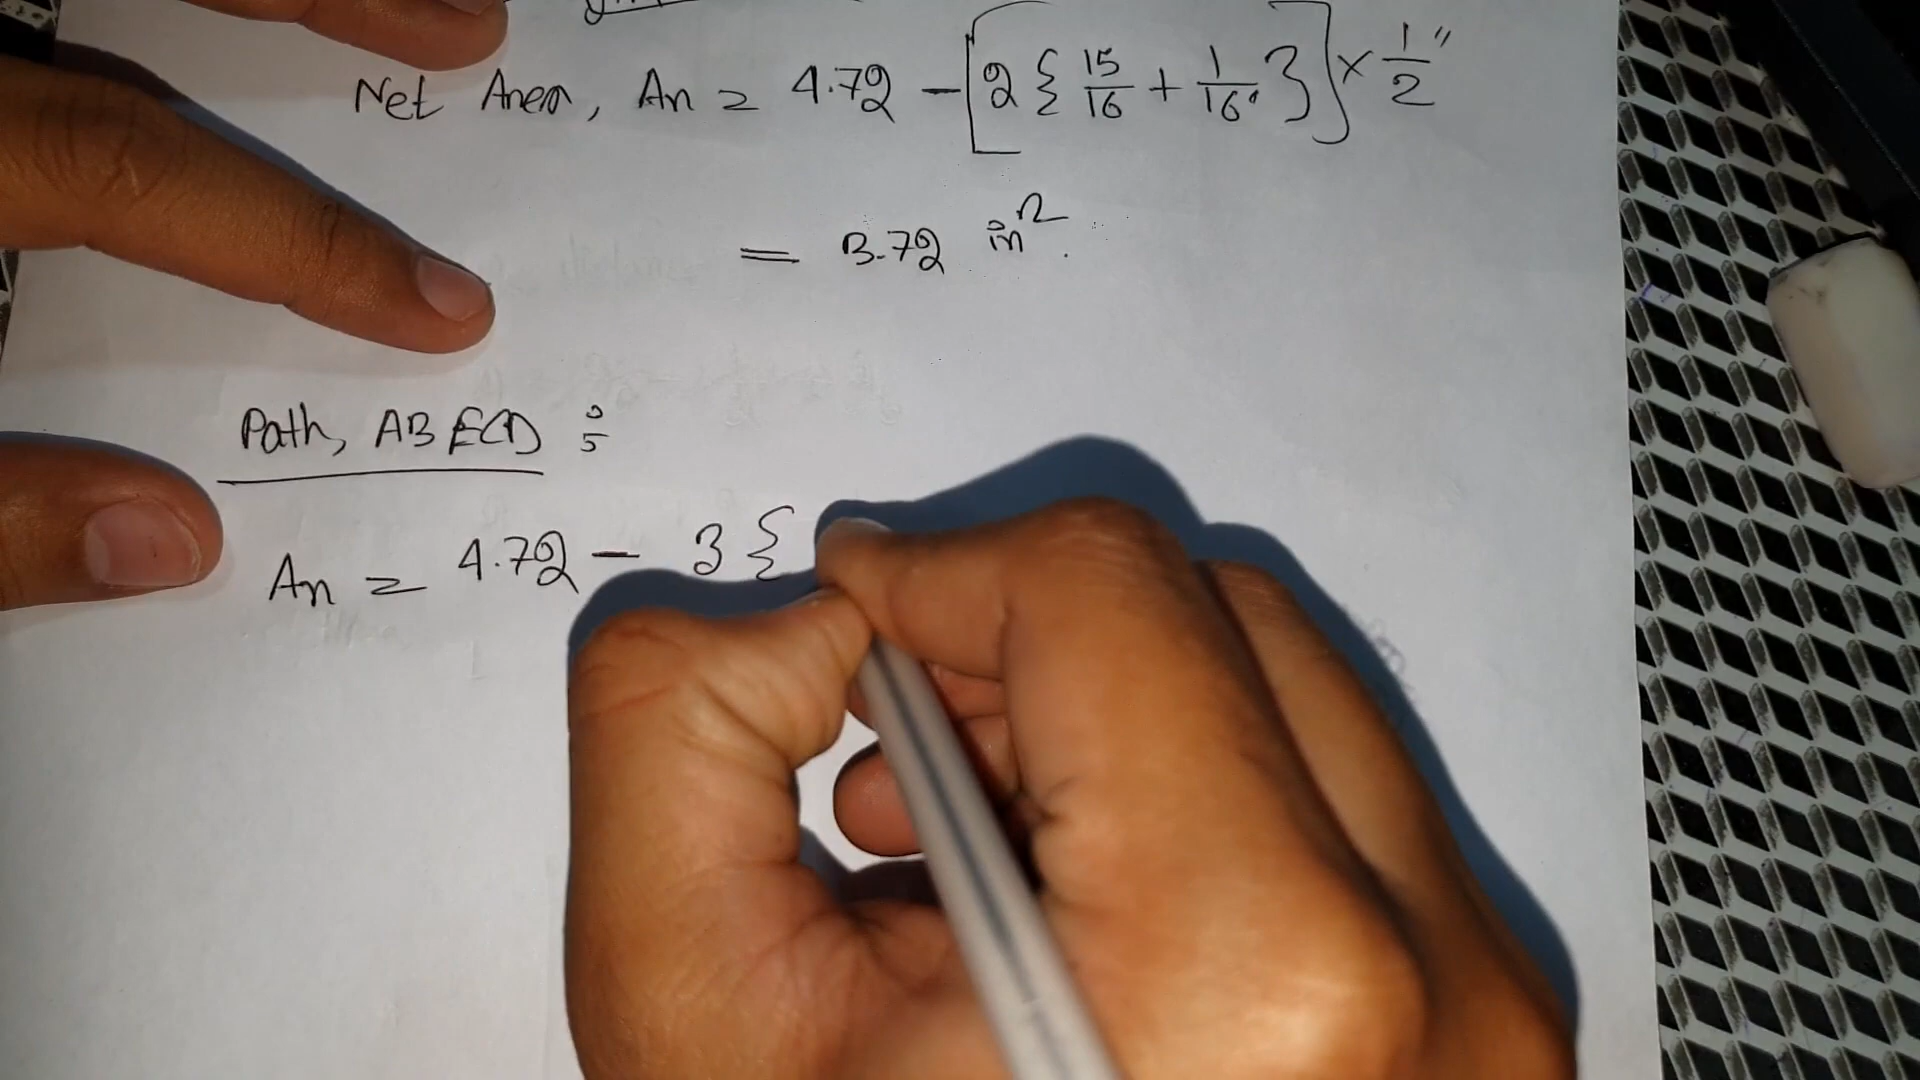 Net Area, An = 4.72 - [2 { 15/16 + 1/16 }] × 1/2"
= 3.72 in²
Path, ABECD :
An = 4.72 - 3 {